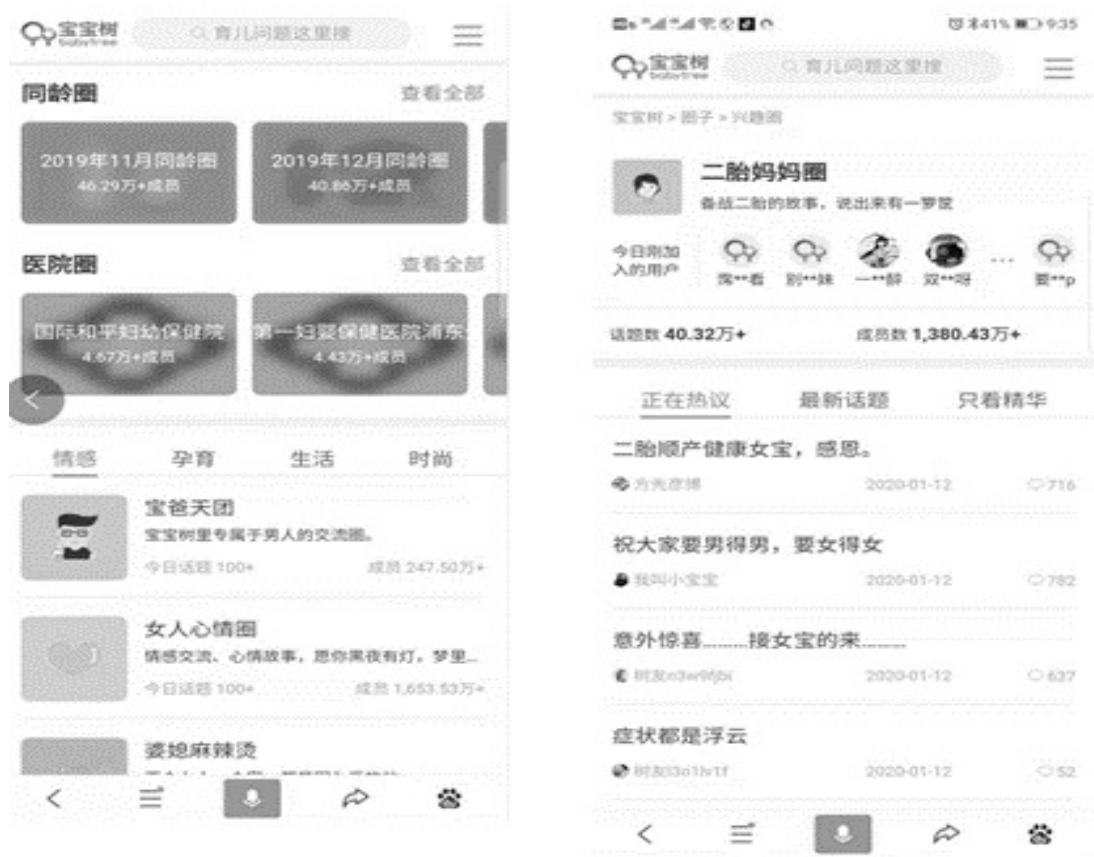 宝宝树
babytree
育儿问题这里搜
同龄圈
查看全部
2019年11月同龄圈
46.29万+成员
2019年12月同龄圈
40.86万+成员
医院圈
查看全部
国际和平妇幼保健院
4.67万+成员
第一妇婴保健医院浦东
4.43万+成员
情感
孕育
生活
时尚
宝爸天团
宝宝树里专属于男人的交流圈。
今日话题 100+
成员 247.50万+
女人心情圈
情感交流、心情故事，愿你黑夜有灯，梦里...
今日话题 100+
成员 1,653.53万+
婆媳麻辣烫
41%
9:35
宝宝树
babytree
育儿问题这里搜
宝宝树 > 圈子 > 兴趣圈
二胎妈妈圈
备战二胎的故事，说出来有一箩筐
今日刚加
入的用户
别**妹
一**醉
双**呀
...
要**p
话题数 40.32万+
成员数 1,380.43万+
正在热议
最新话题
只看精华
二胎顺产健康女宝，感恩。
2020-01-12
716
祝大家要男得男，要女得女
我叫小宝宝
2020-01-12
782
意外惊喜………接女宝的来………
2020-01-12
637
症状都是浮云
2020-01-12
52